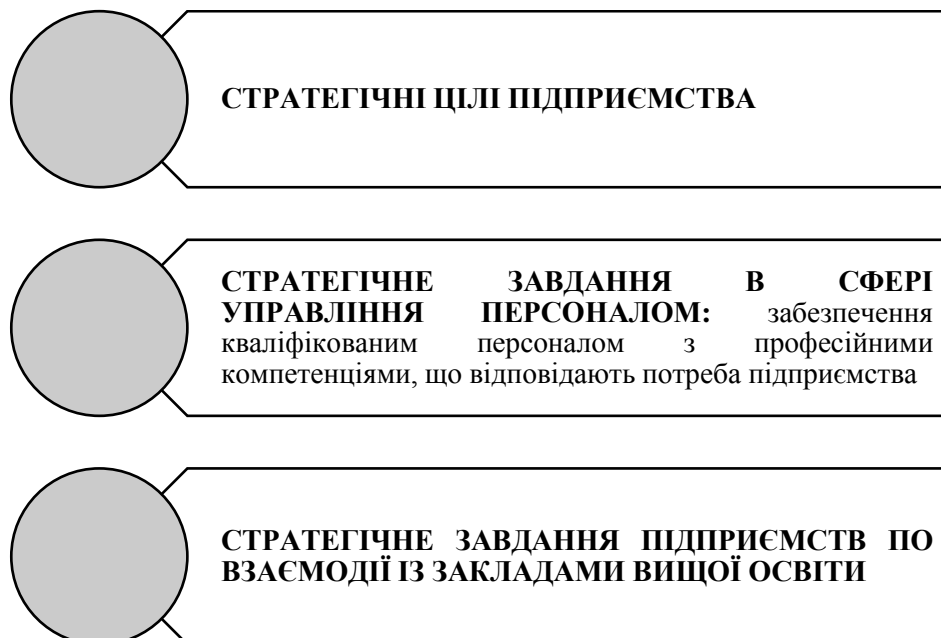 СТРАТЕГІЧНІ ЦІЛІ ПІДПРИЄМСТВА
СТРАТЕГІЧНЕ ЗАВДАННЯ В СФЕРІ
УПРАВЛІННЯ ПЕРСОНАЛОМ: забезпечення
кваліфікованим персоналом з професійними
компетенціями, що відповідають потреба підприємства
СТРАТЕГІЧНЕ ЗАВДАННЯ ПІДПРИЄМСТВ ПО
ВЗАЄМОДІЇ ІЗ ЗАКЛАДАМИ ВИЩОЇ ОСВІТИ